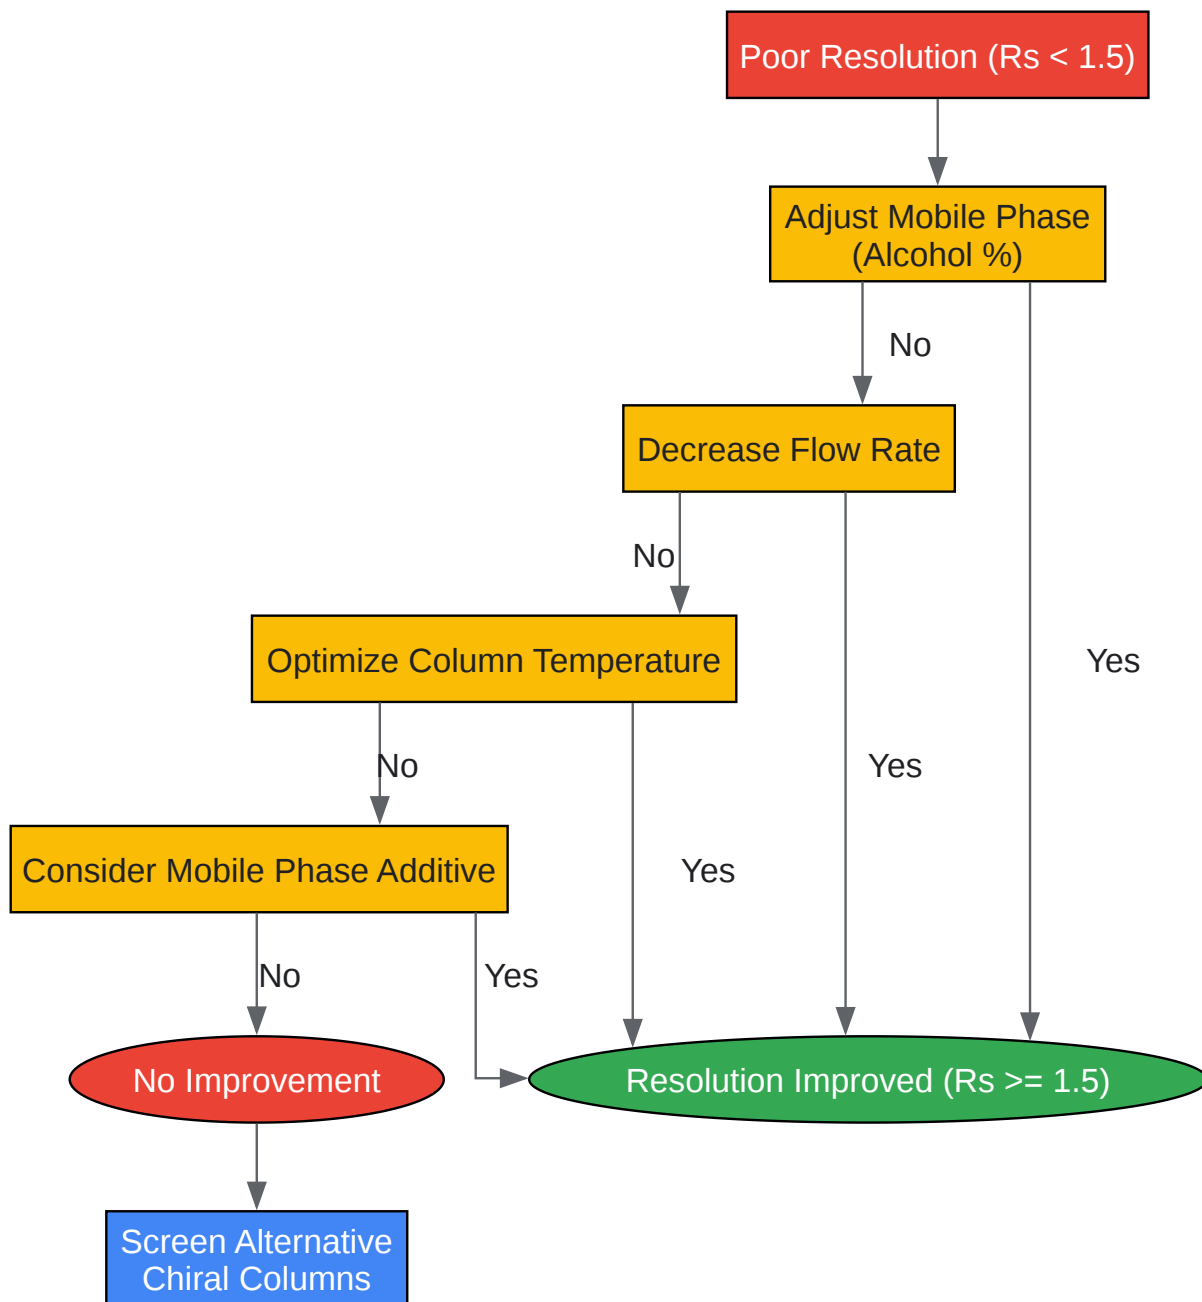 Poor Resolution (Rs < 1.5)
Adjust Mobile Phase
(Alcohol %)
No
Decrease Flow Rate
No
Optimize Column Temperature
Yes
No
Yes
Consider Mobile Phase Additive
Yes
No
Yes
No Improvement
Resolution Improved (Rs >= 1.5)
Screen Alternative
Chiral Columns